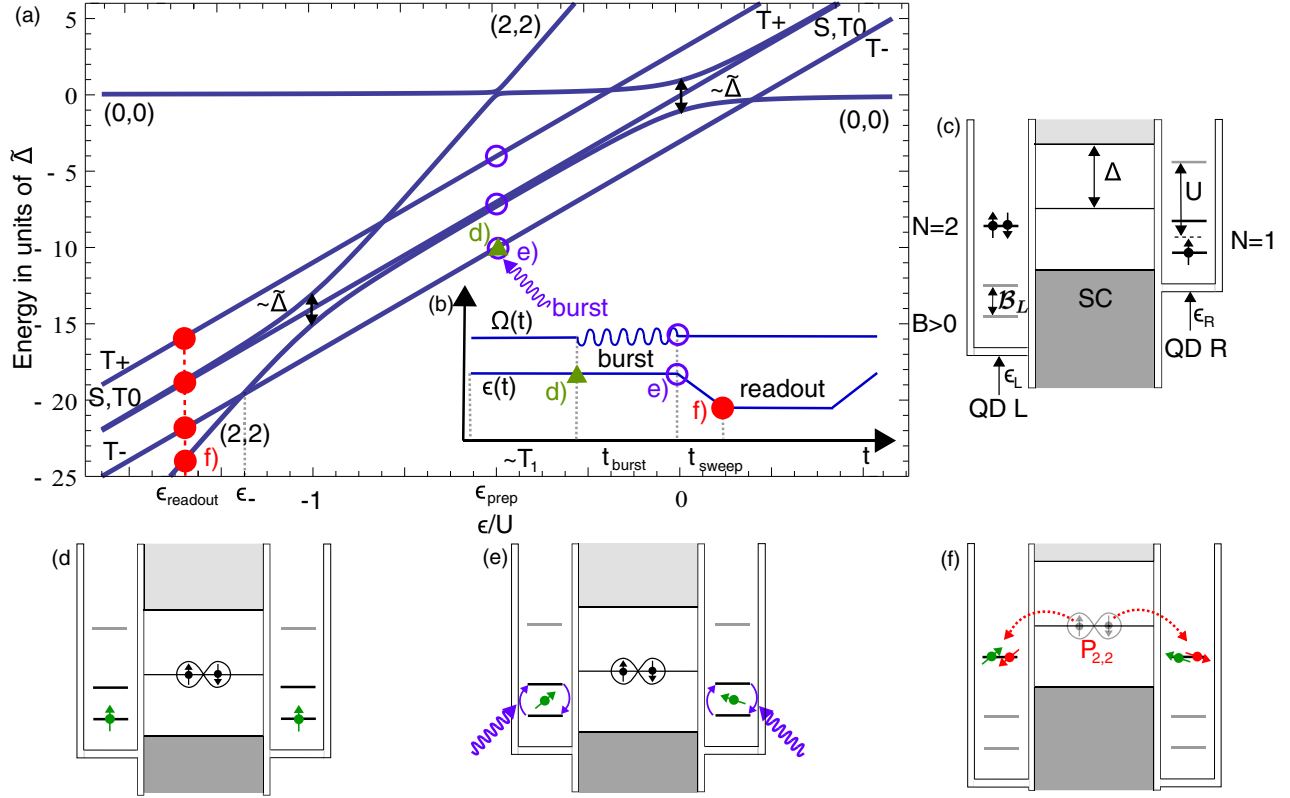 (a)
5
0
- 5
- 10
- 15
- 20
- 25
Energy in units of Δ̃
(0,0)
(2,2)
T+
S,T0
T-
(0,0)
~Δ̃
~Δ̃
d)
e)
burst
T+
S,T0
T-
(2,2)
f)
(b)
Ω(t)
burst
ϵ(t)
d)
e)
f)
readout
~T₁
t_burst
t_sweep
t
ϵ_readout
ϵ_-
-1
ϵ_prep
0
ϵ/U
(c)
Δ
U
N=2
N=1
SC
ℬ_L
B>0
ϵ_R
QD R
ϵ_L
QD L
(d)
(e)
(f)
P_2,2